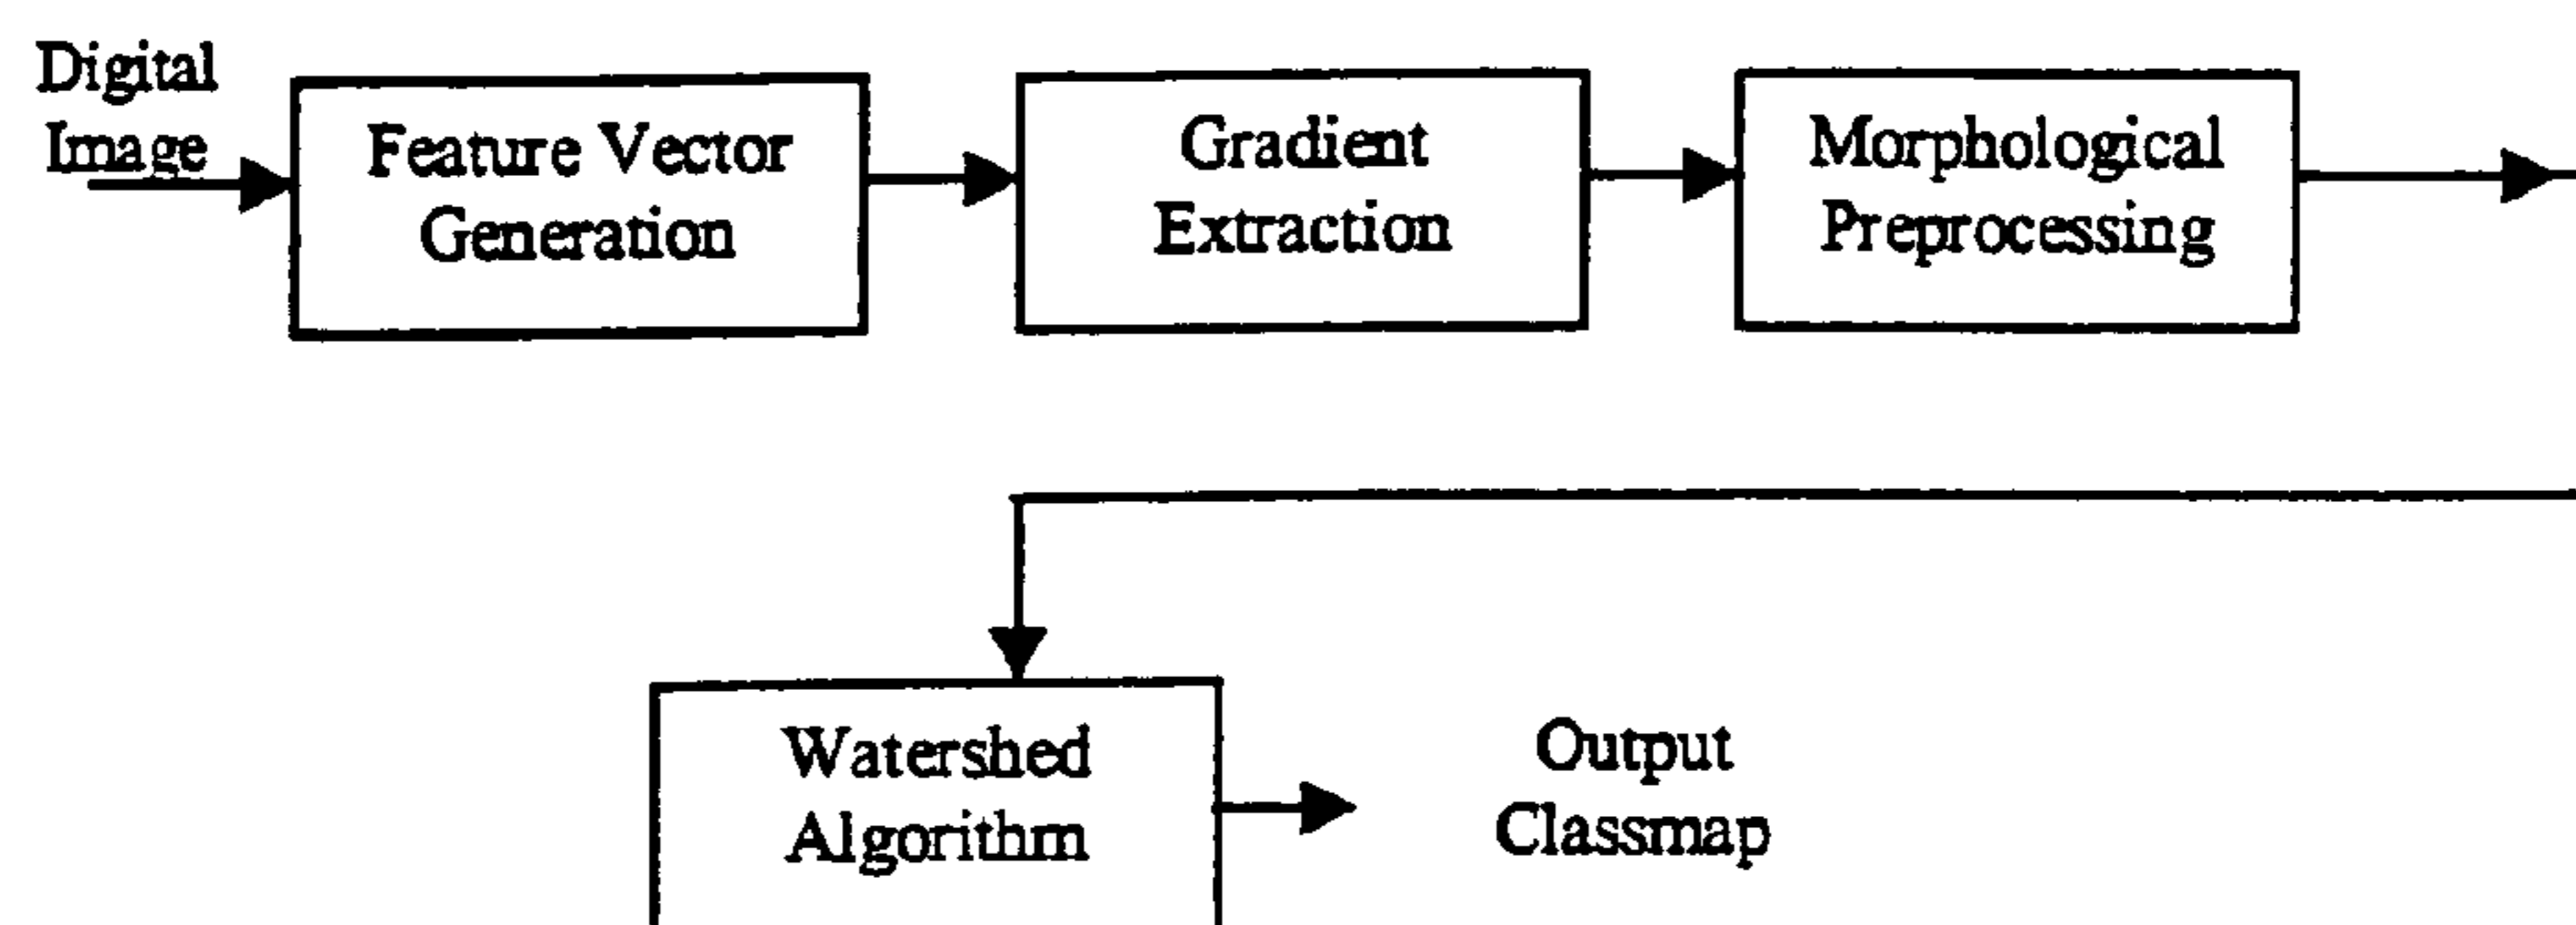 Digital
Image
Feature Vector
Generation
Gradient
Extraction
Morphological
Preprocessing
Watershed
Algorithm
Output
Classmap